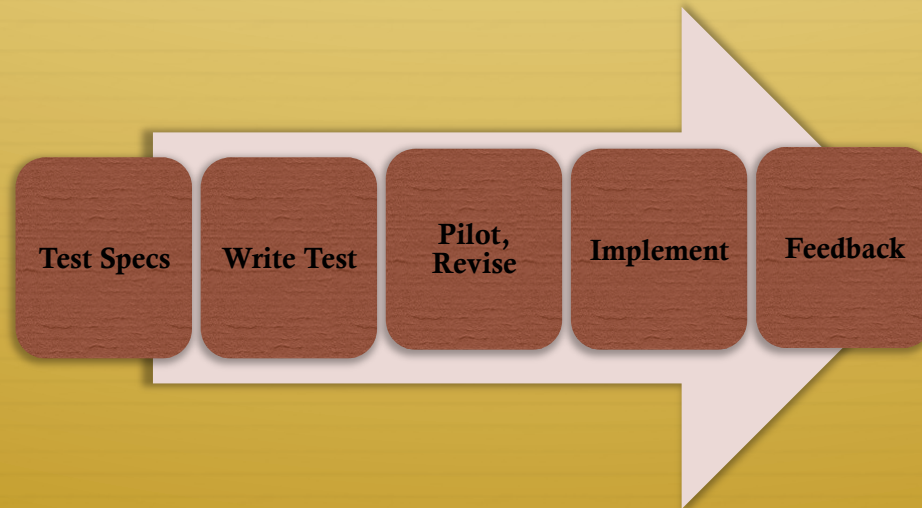 Test Specs
Write Test
Pilot,
Revise
Implement
Feedback